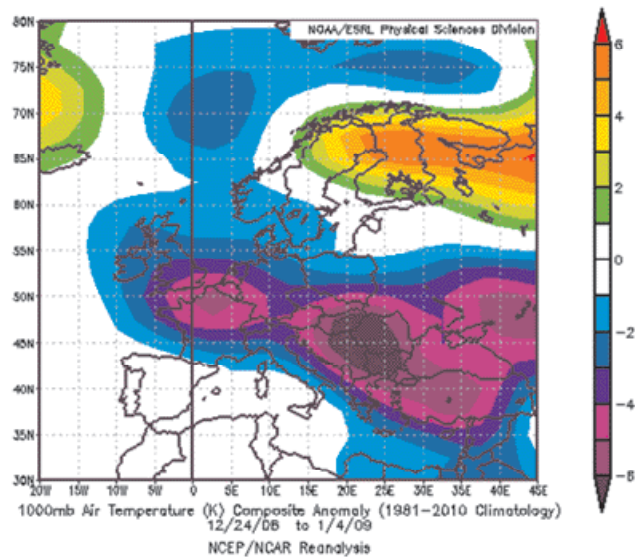 80N
NOAA/ESRL Physical Sciences Division
75N
70N
65N
60N
55N
50N
45N
40N
35N
30N
20W 15W 10W 5W 0 5E 10E 15E 20E 25E 30E 35E 40E 45E
6
4
2
0
-2
-4
-8
1000mb Air Temperature (K) Composite Anomaly (1981-2010 Climatology)
12/24/08 to 1/4/09
NCEP/NCAR Reanalysis